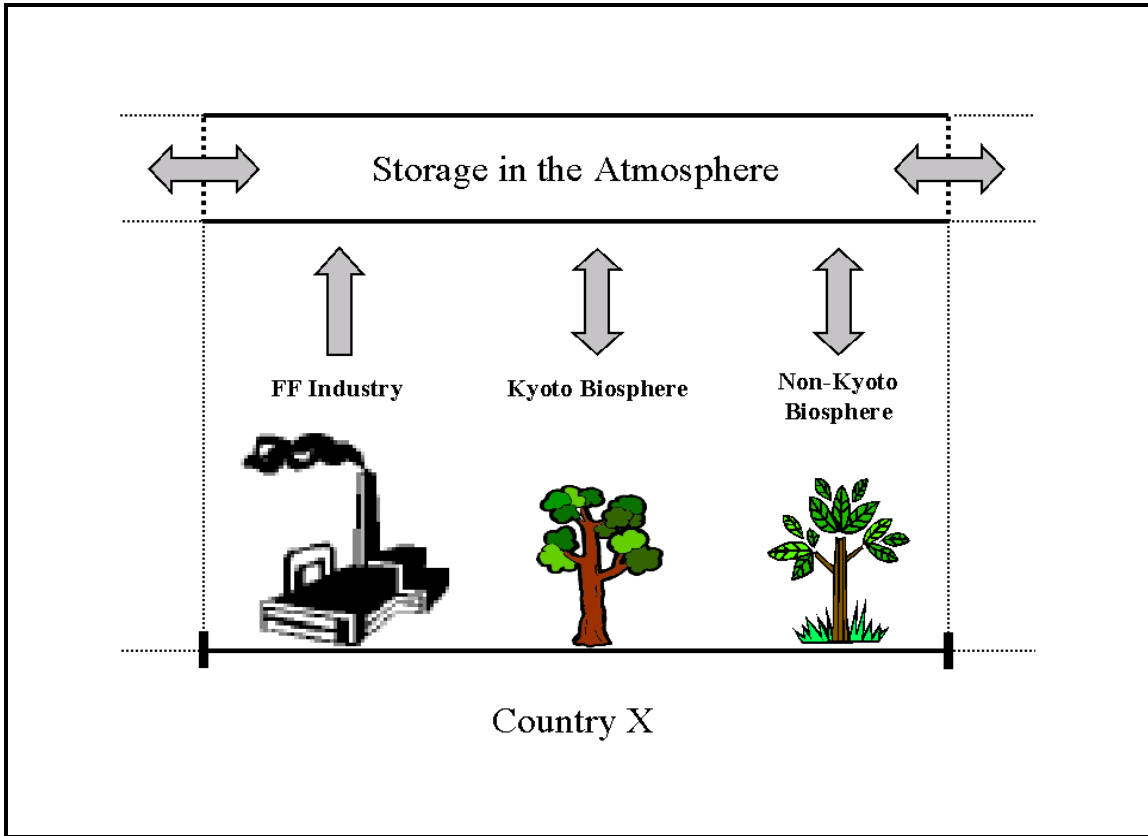 Storage in the Atmosphere
FF Industry
Kyoto Biosphere
Non-Kyoto
Biosphere
Country X